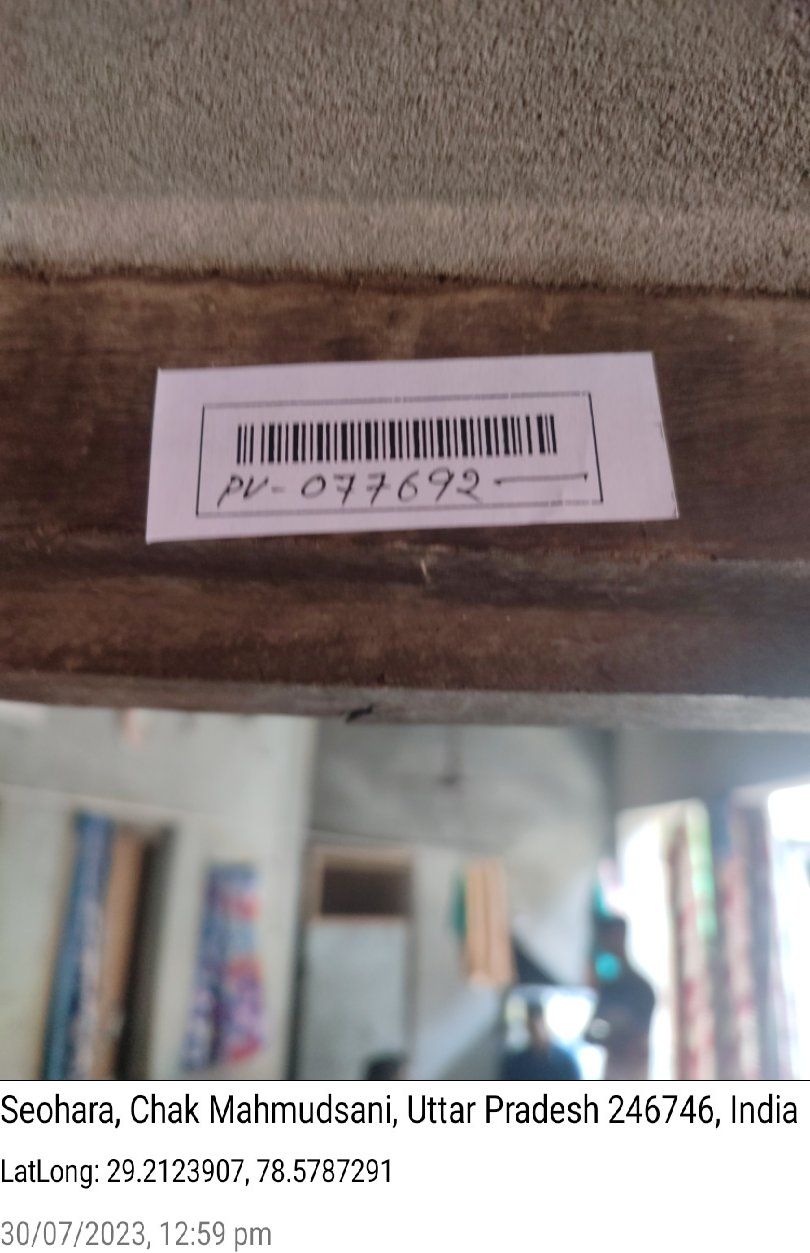 PV-077692
Seohara, Chak Mahmudsani, Uttar Pradesh 246746, India
LatLong: 29.2123907, 78.5787291
30/07/2023, 12:59 pm